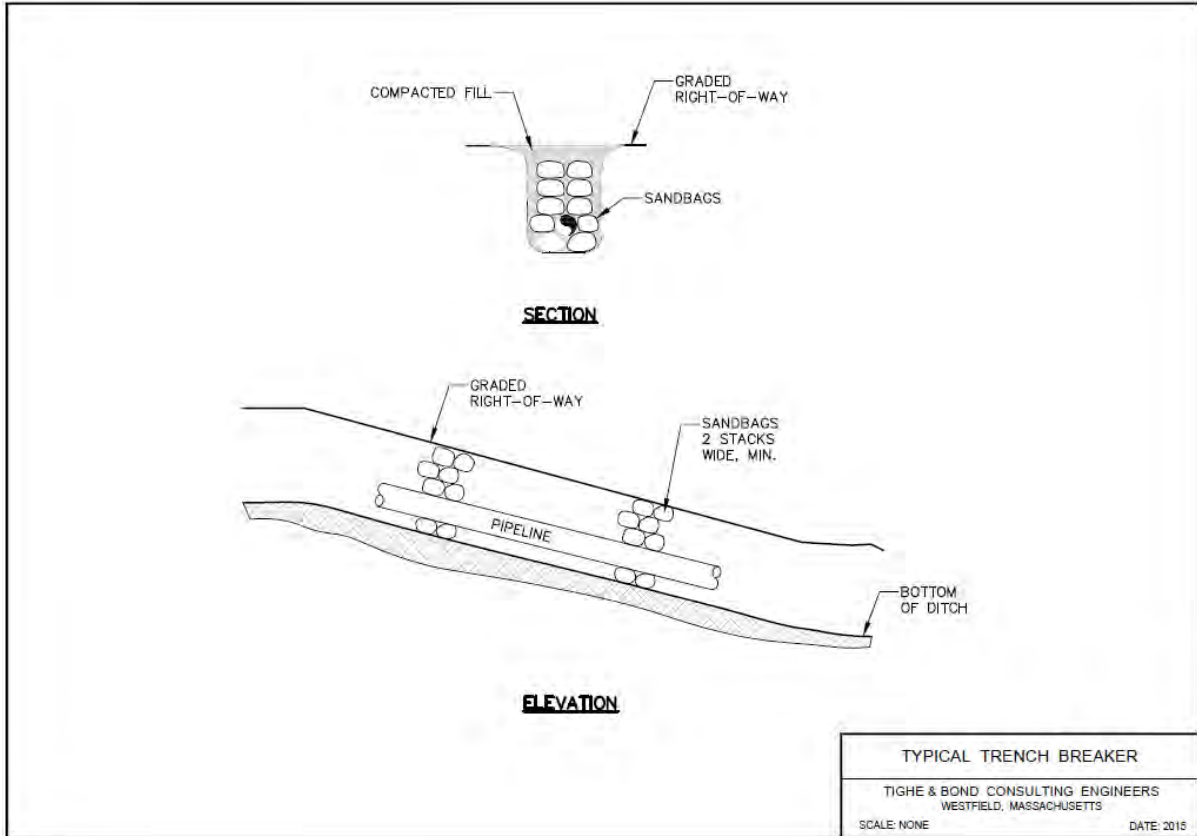 COMPACTED FILL
GRADED
RIGHT-OF-WAY
SANDBAGS
SECTION
GRADED
RIGHT-OF-WAY
SANDBAGS
2 STACKS
WIDE, MIN.
PIPELINE
BOTTOM
OF DITCH
ELEVATION
TYPICAL TRENCH BREAKER
TIGHE & BOND CONSULTING ENGINEERS
WESTFIELD, MASSACHUSETTS
SCALE: NONE DATE: 2015